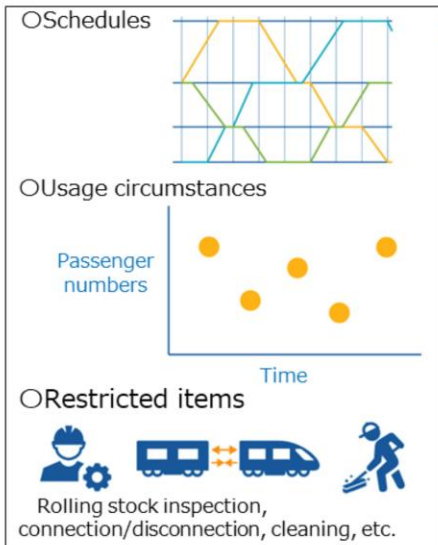 ○Schedules
○Usage circumstances
Passenger
numbers
Time
○Restricted items
Rolling stock inspection,
connection/disconnection, cleaning, etc.